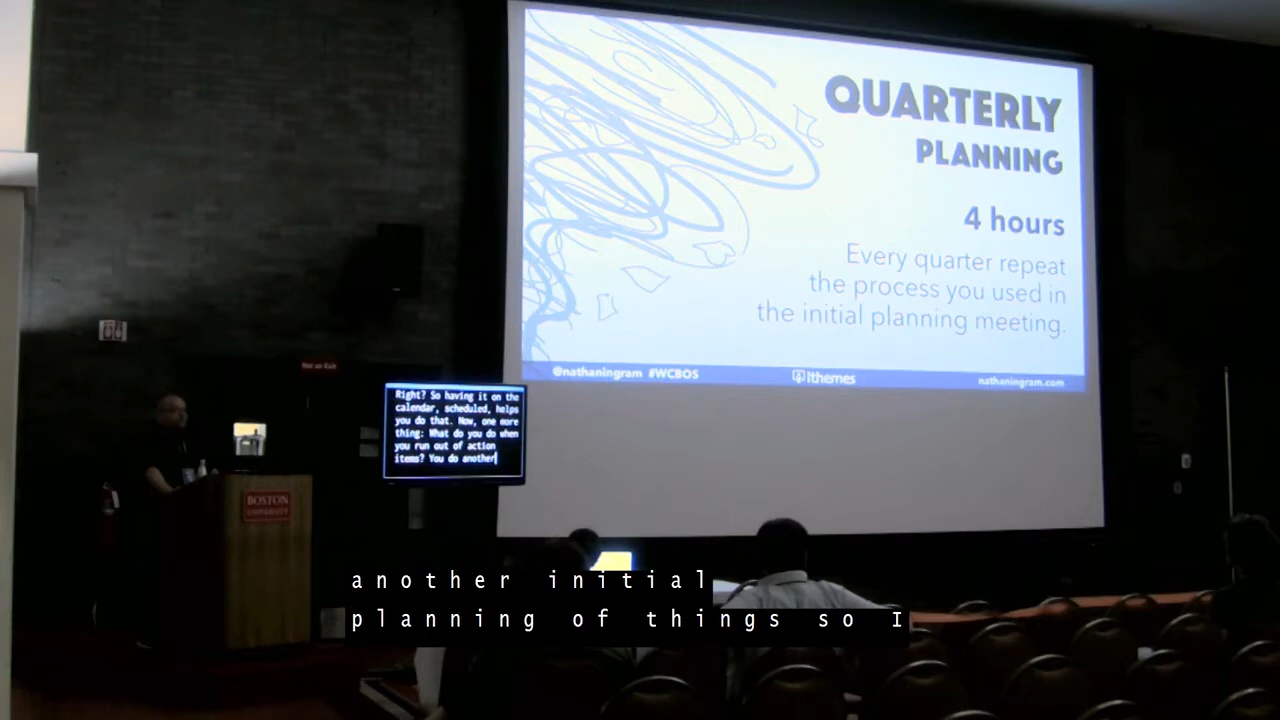 QUARTERLY
PLANNING
4 hours
Every quarter repeat
the process you used in
the initial planning meeting.
@nathaningram #WCBOS
ithemes
nathaningram.com
Not an Exit
Right? So having it on the
calendar, scheduled, helps
you do that. Now, one more
thing: What do you do when
you run out of action
items? You do another
BOSTON
UNIVERSITY
another initial
planning of things so I